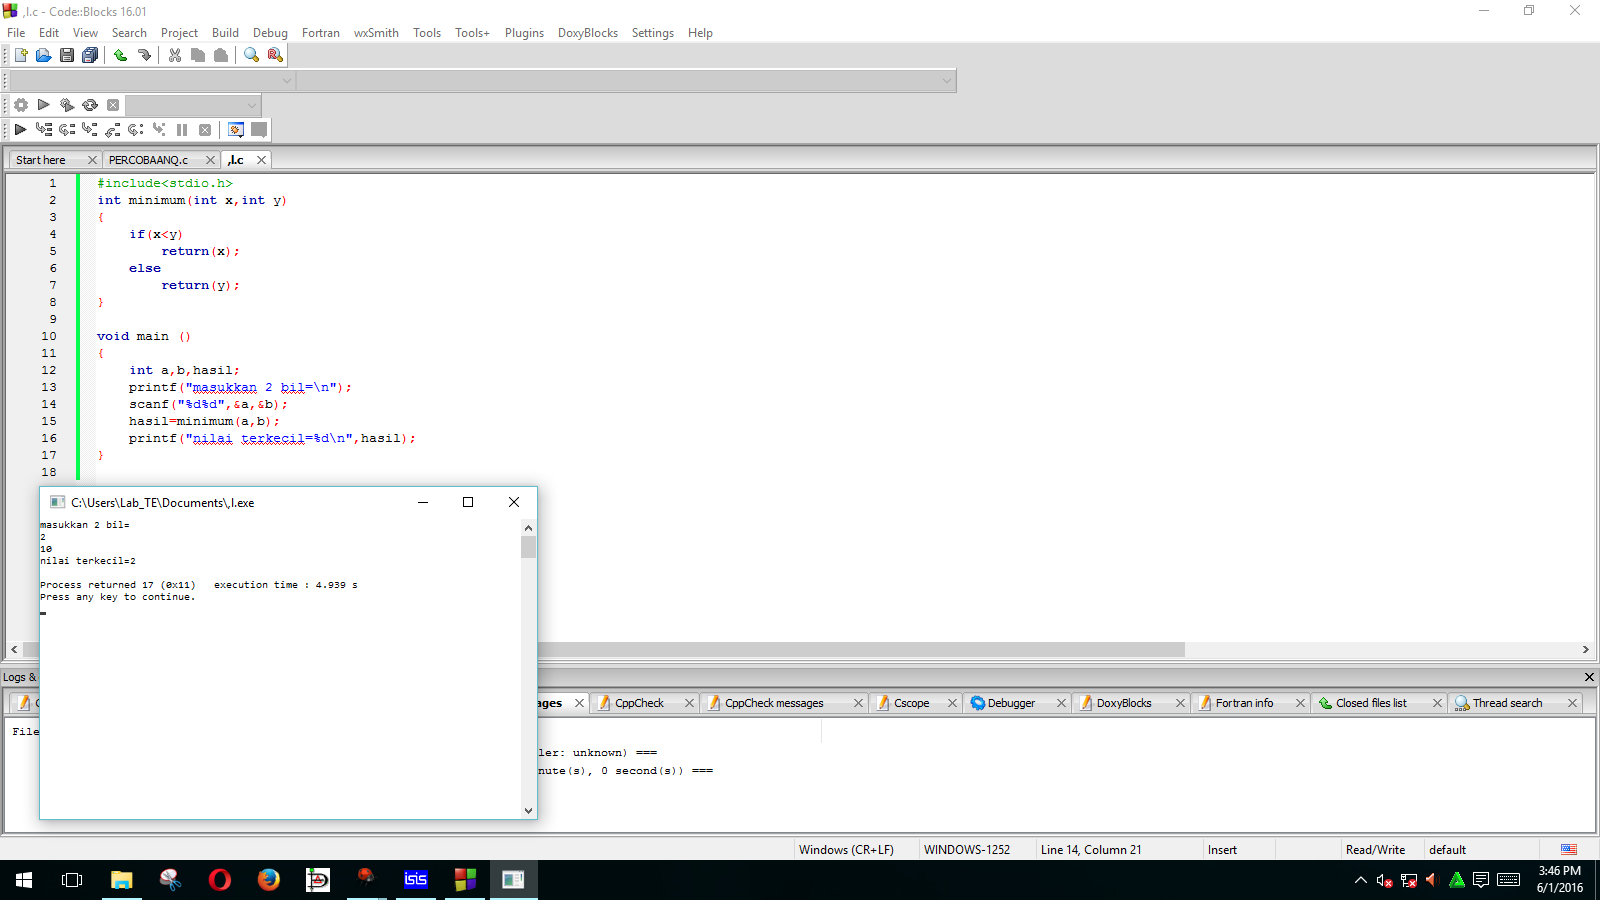 ,l.c - Code::Blocks 16.01
File Edit View Search Project Build Debug Fortran wxSmith Tools Tools+ Plugins DoxyBlocks Settings Help
Start here PERCOBAANQ.c ,l.c
1 #include<stdio.h>
2 int minimum(int x,int y)
3 {
4 if(x<y)
5 return(x);
6 else
7 return(y);
8 }
9
10 void main ()
11 {
12 int a,b,hasil;
13 printf("masukkan 2 bil=\n");
14 scanf("%d%d",&a,&b);
15 hasil=minimum(a,b);
16 printf("nilai terkecil=%d\n",hasil);
17 }
18
C:\Users\Lab_TE\Documents\,l.exe
masukkan 2 bil=
2
10
nilai terkecil=2
Process returned 17 (0x11) execution time : 4.939 s
Press any key to continue.
Logs &
ages CppCheck CppCheck messages Cscope Debugger DoxyBlocks Fortran info Closed files list Thread search
File
ler: unknown) ===
nute(s), 0 second(s)) ===
Windows (CR+LF) WINDOWS-1252 Line 14, Column 21 Insert Read/Write default
isis
3:46 PM
6/1/2016